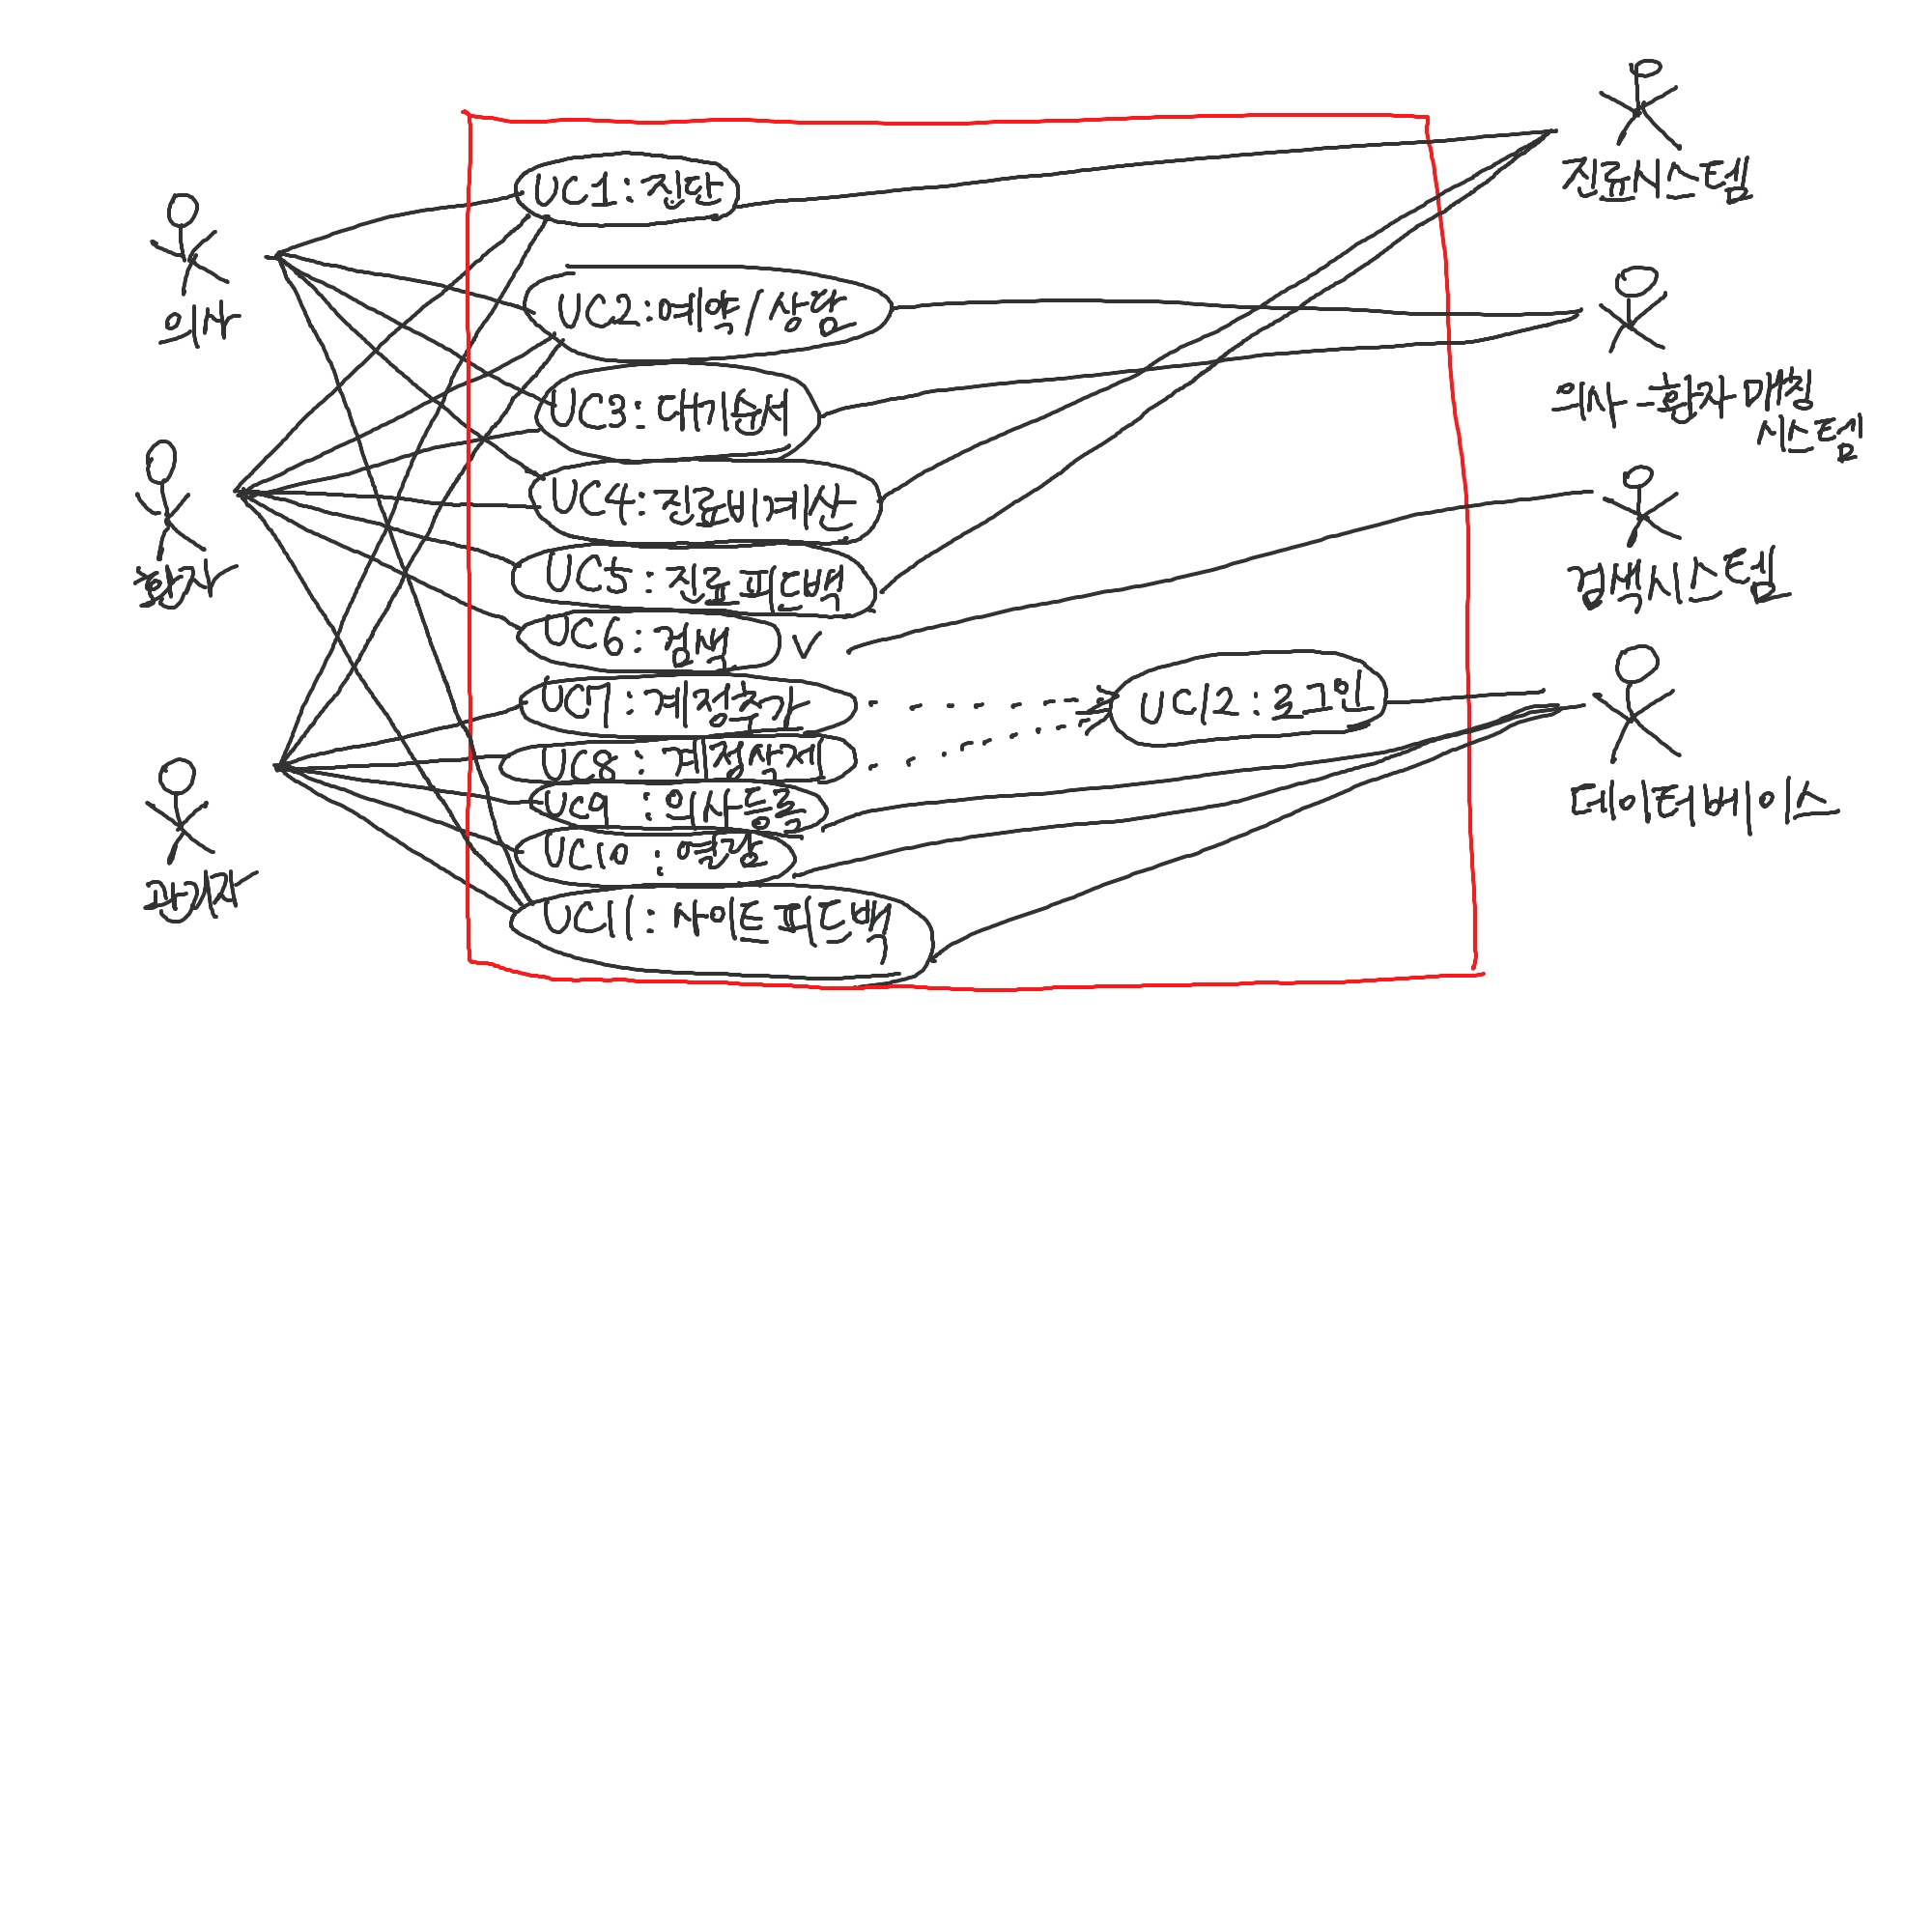 의사
환자
관리자
UC1 : 진단
UC2 : 예약 / 상황
UC3 : 대기순서
UC4 : 진료비계산
UC5 : 진료피드백
UC6 : 검색
UC7 : 계정추가
UC8 : 계정삭제
UC9 : 의사등록
UC10 : 역할
UC11 : 사이트피드백
UC12 : 로그인
진료시스템
의사-환자매칭
시스템
검색시스템
데이터베이스